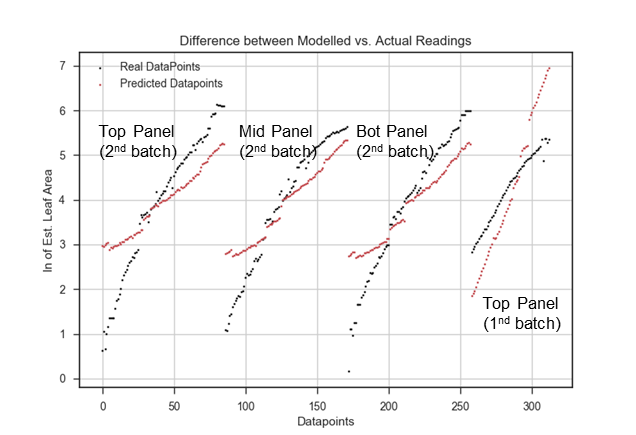 Difference between Modelled vs. Actual Readings
Real DataPoints
Predicted Datapoints
Top Panel
(2nd batch)
Mid Panel
(2nd batch)
Bot Panel
(2nd batch)
Top Panel
(1nd batch)
ln of Est. Leaf Area
7
6
5
4
3
2
1
0
0 50 100 150 200 250 300
Datapoints